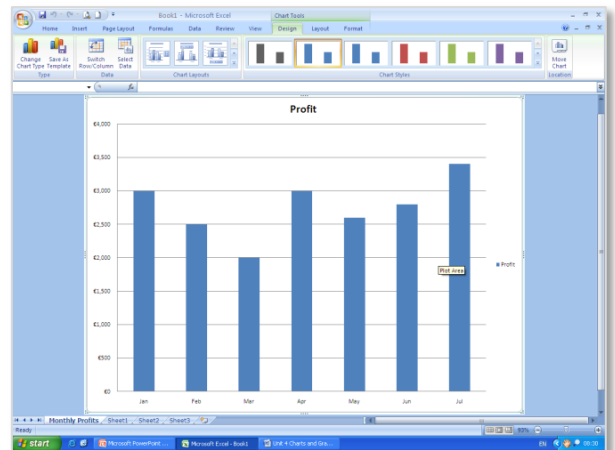 Book1 - Microsoft Excel
Chart Tools
Home Insert Page Layout Formulas Data Review View Design Layout Format
Change Chart Type
Save As Template
Switch Row/Column
Select Data
Move Chart
Type Data Chart Layouts Chart Styles Location
Profit
€4,000
€3,500
€3,000
€2,500
€2,000
€1,500
€1,000
€500
€0
Profit
Plot Area
Jan Feb Mar Apr May Jun Jul
Monthly Profits Sheet1 Sheet2 Sheet3
Ready
start
Microsoft PowerPoint ...
Microsoft Excel - Book1
Unit 4 Charts and Gra...
EN